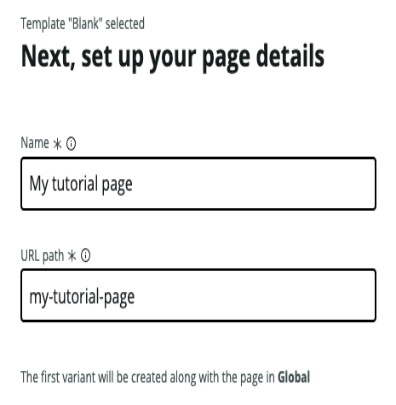 Template "Blank" selected
Next, set up your page details
Name *
My tutorial page
URL path *
my-tutorial-page
The first variant will be created along with the page in Global